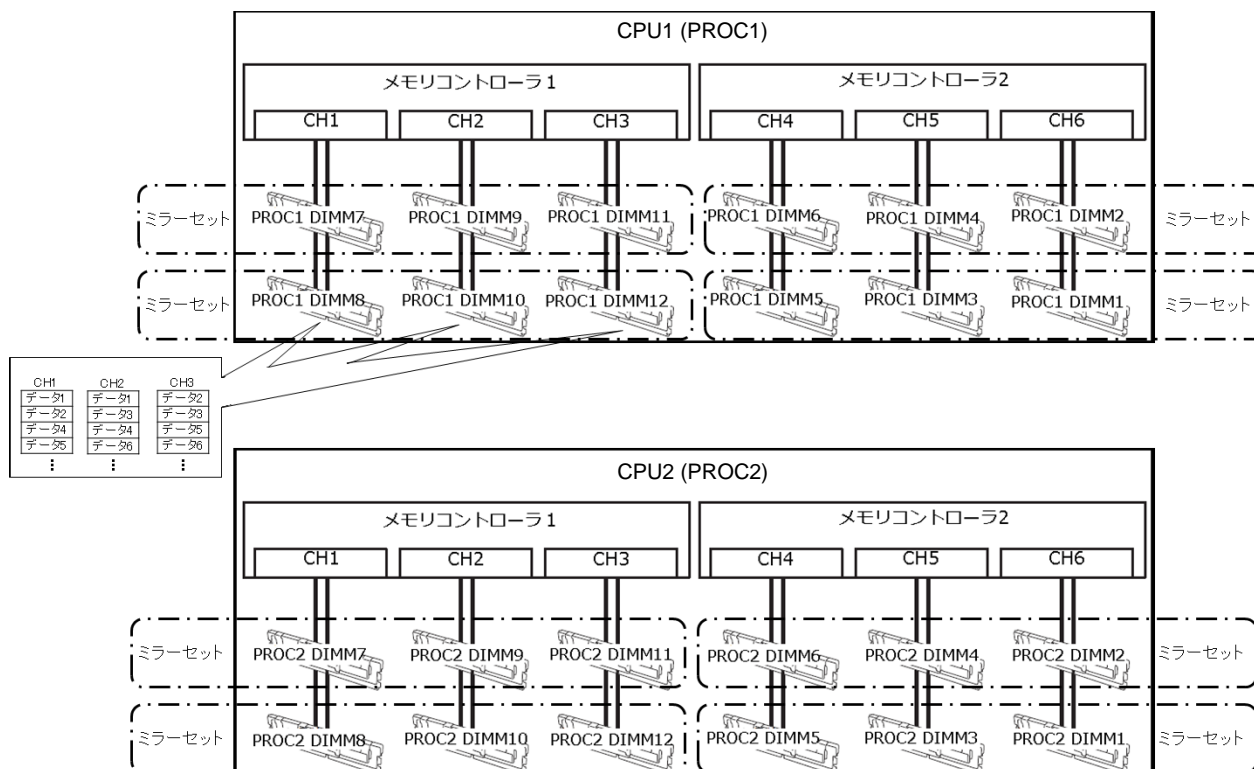 CPU1 (PROC1)
メモリコントローラ1 メモリコントローラ2
CH1 CH2 CH3 CH4 CH5 CH6
ミラーセット PROC1 DIMM7 PROC1 DIMM9 PROC1 DIMM11 PROC1 DIMM6 PROC1 DIMM4 PROC1 DIMM2 ミラーセット
ミラーセット PROC1 DIMM8 PROC1 DIMM10 PROC1 DIMM12 PROC1 DIMM5 PROC1 DIMM3 PROC1 DIMM1 ミラーセット
CH1 CH2 CH3
データ1 データ1 データ2
データ2 データ3 データ3
データ4 データ4 データ5
データ5 データ6 データ6
⋮ ⋮ ⋮
CPU2 (PROC2)
メモリコントローラ1 メモリコントローラ2
CH1 CH2 CH3 CH4 CH5 CH6
ミラーセット PROC2 DIMM7 PROC2 DIMM9 PROC2 DIMM11 PROC2 DIMM6 PROC2 DIMM4 PROC2 DIMM2 ミラーセット
ミラーセット PROC2 DIMM8 PROC2 DIMM10 PROC2 DIMM12 PROC2 DIMM5 PROC2 DIMM3 PROC2 DIMM1 ミラーセット